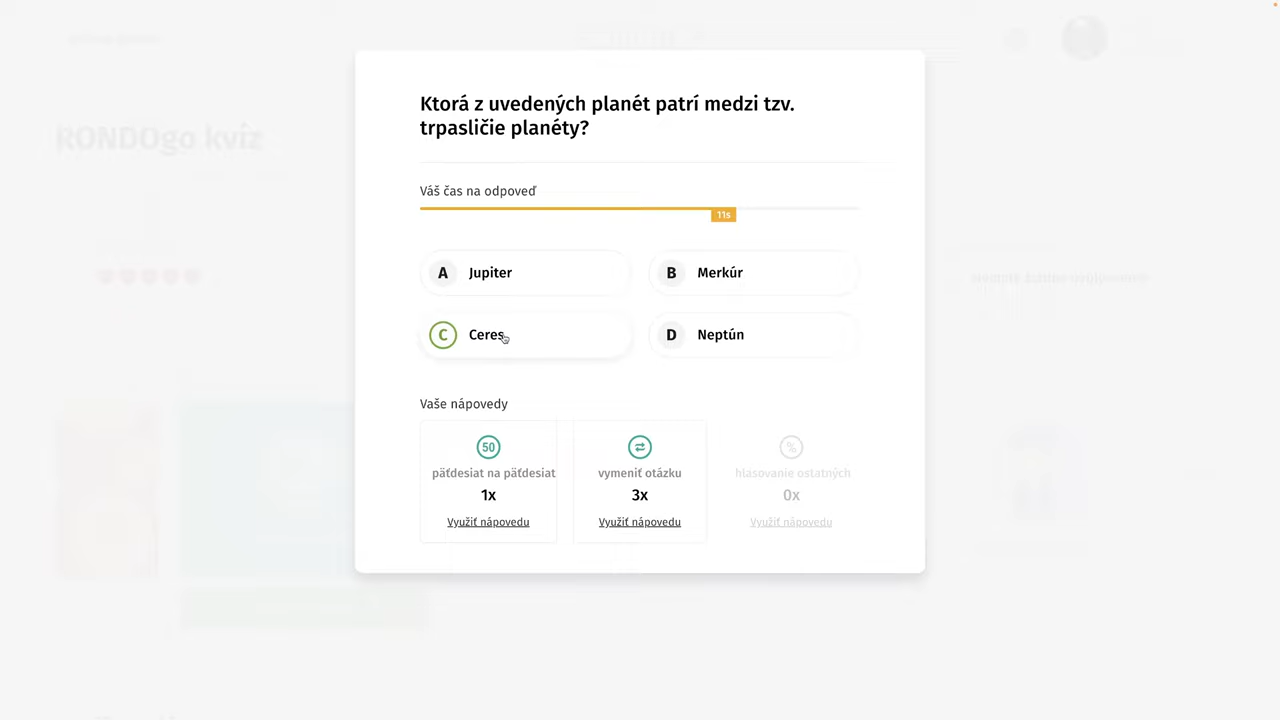 RONDOgo kvíz
Ktorá z uvedených planét patrí medzi tzv.
trpasličie planéty?
Váš čas na odpoveď
11s
A Jupiter
B Merkúr
C Ceres
D Neptún
Vaše nápovedy
50
päťdesiat na päťdesiat
1x
Využiť nápovedu
vymeniť otázku
3x
Využiť nápovedu
%
hlasovanie ostatných
0x
Využiť nápovedu